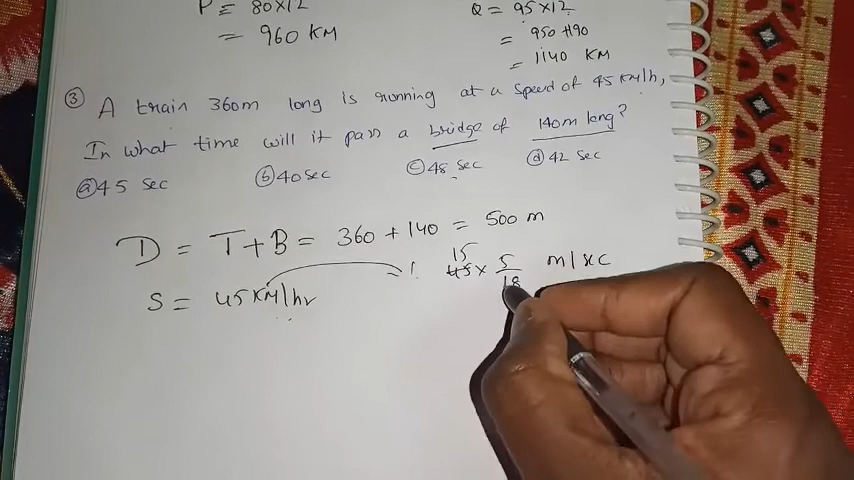 P = 80×12
= 960 KM
Q = 95×12
= 950+190
= 1140 KM
③ A train 360m long is running at a speed of 45 KM/h,
In what time will it pass a bridge of 140m long?
ⓐ 45 sec ⓑ 40 sec ⓒ 48 sec ⓓ 42 sec
D = T+B = 360 + 140 = 500 m
15
S = 45 KM/hr = 45 × 5/18 m/sec